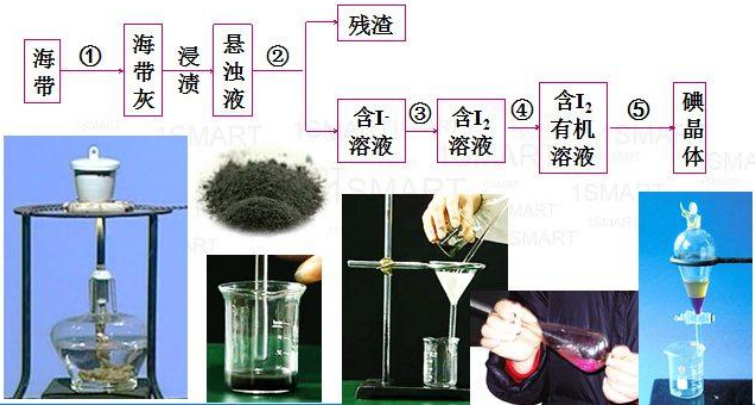 海带
①
海带灰
浸渍
悬浊液
②
残渣
含I-
溶液
③
含I₂
溶液
④
含I₂
有机
溶液
⑤
碘晶体
1SMART
1SMART
1SMART
1SMART
1SMART